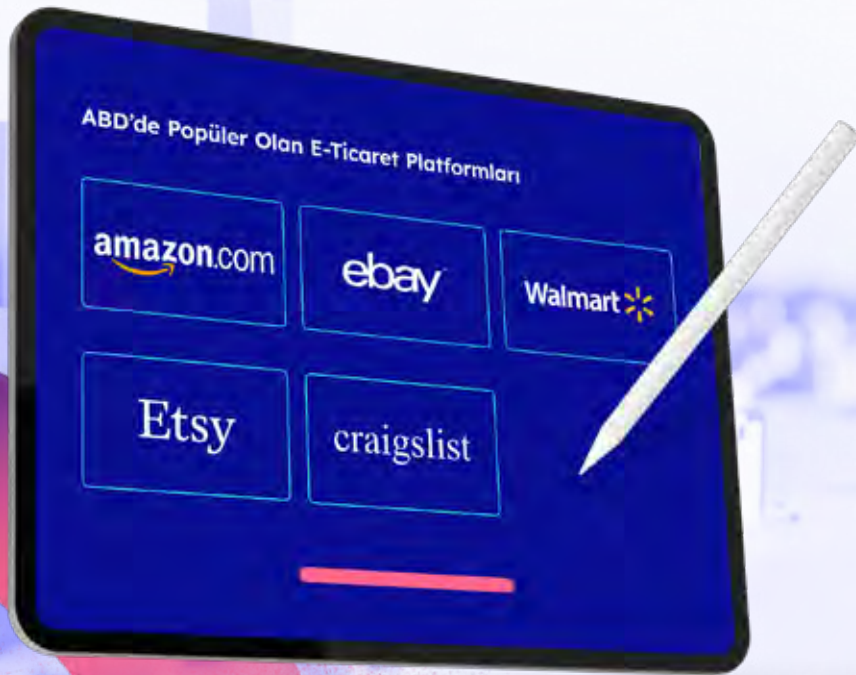 ABD'de Popüler Olan E-Ticaret Platformları
amazon.com
ebay
Walmart
Etsy
craigslist